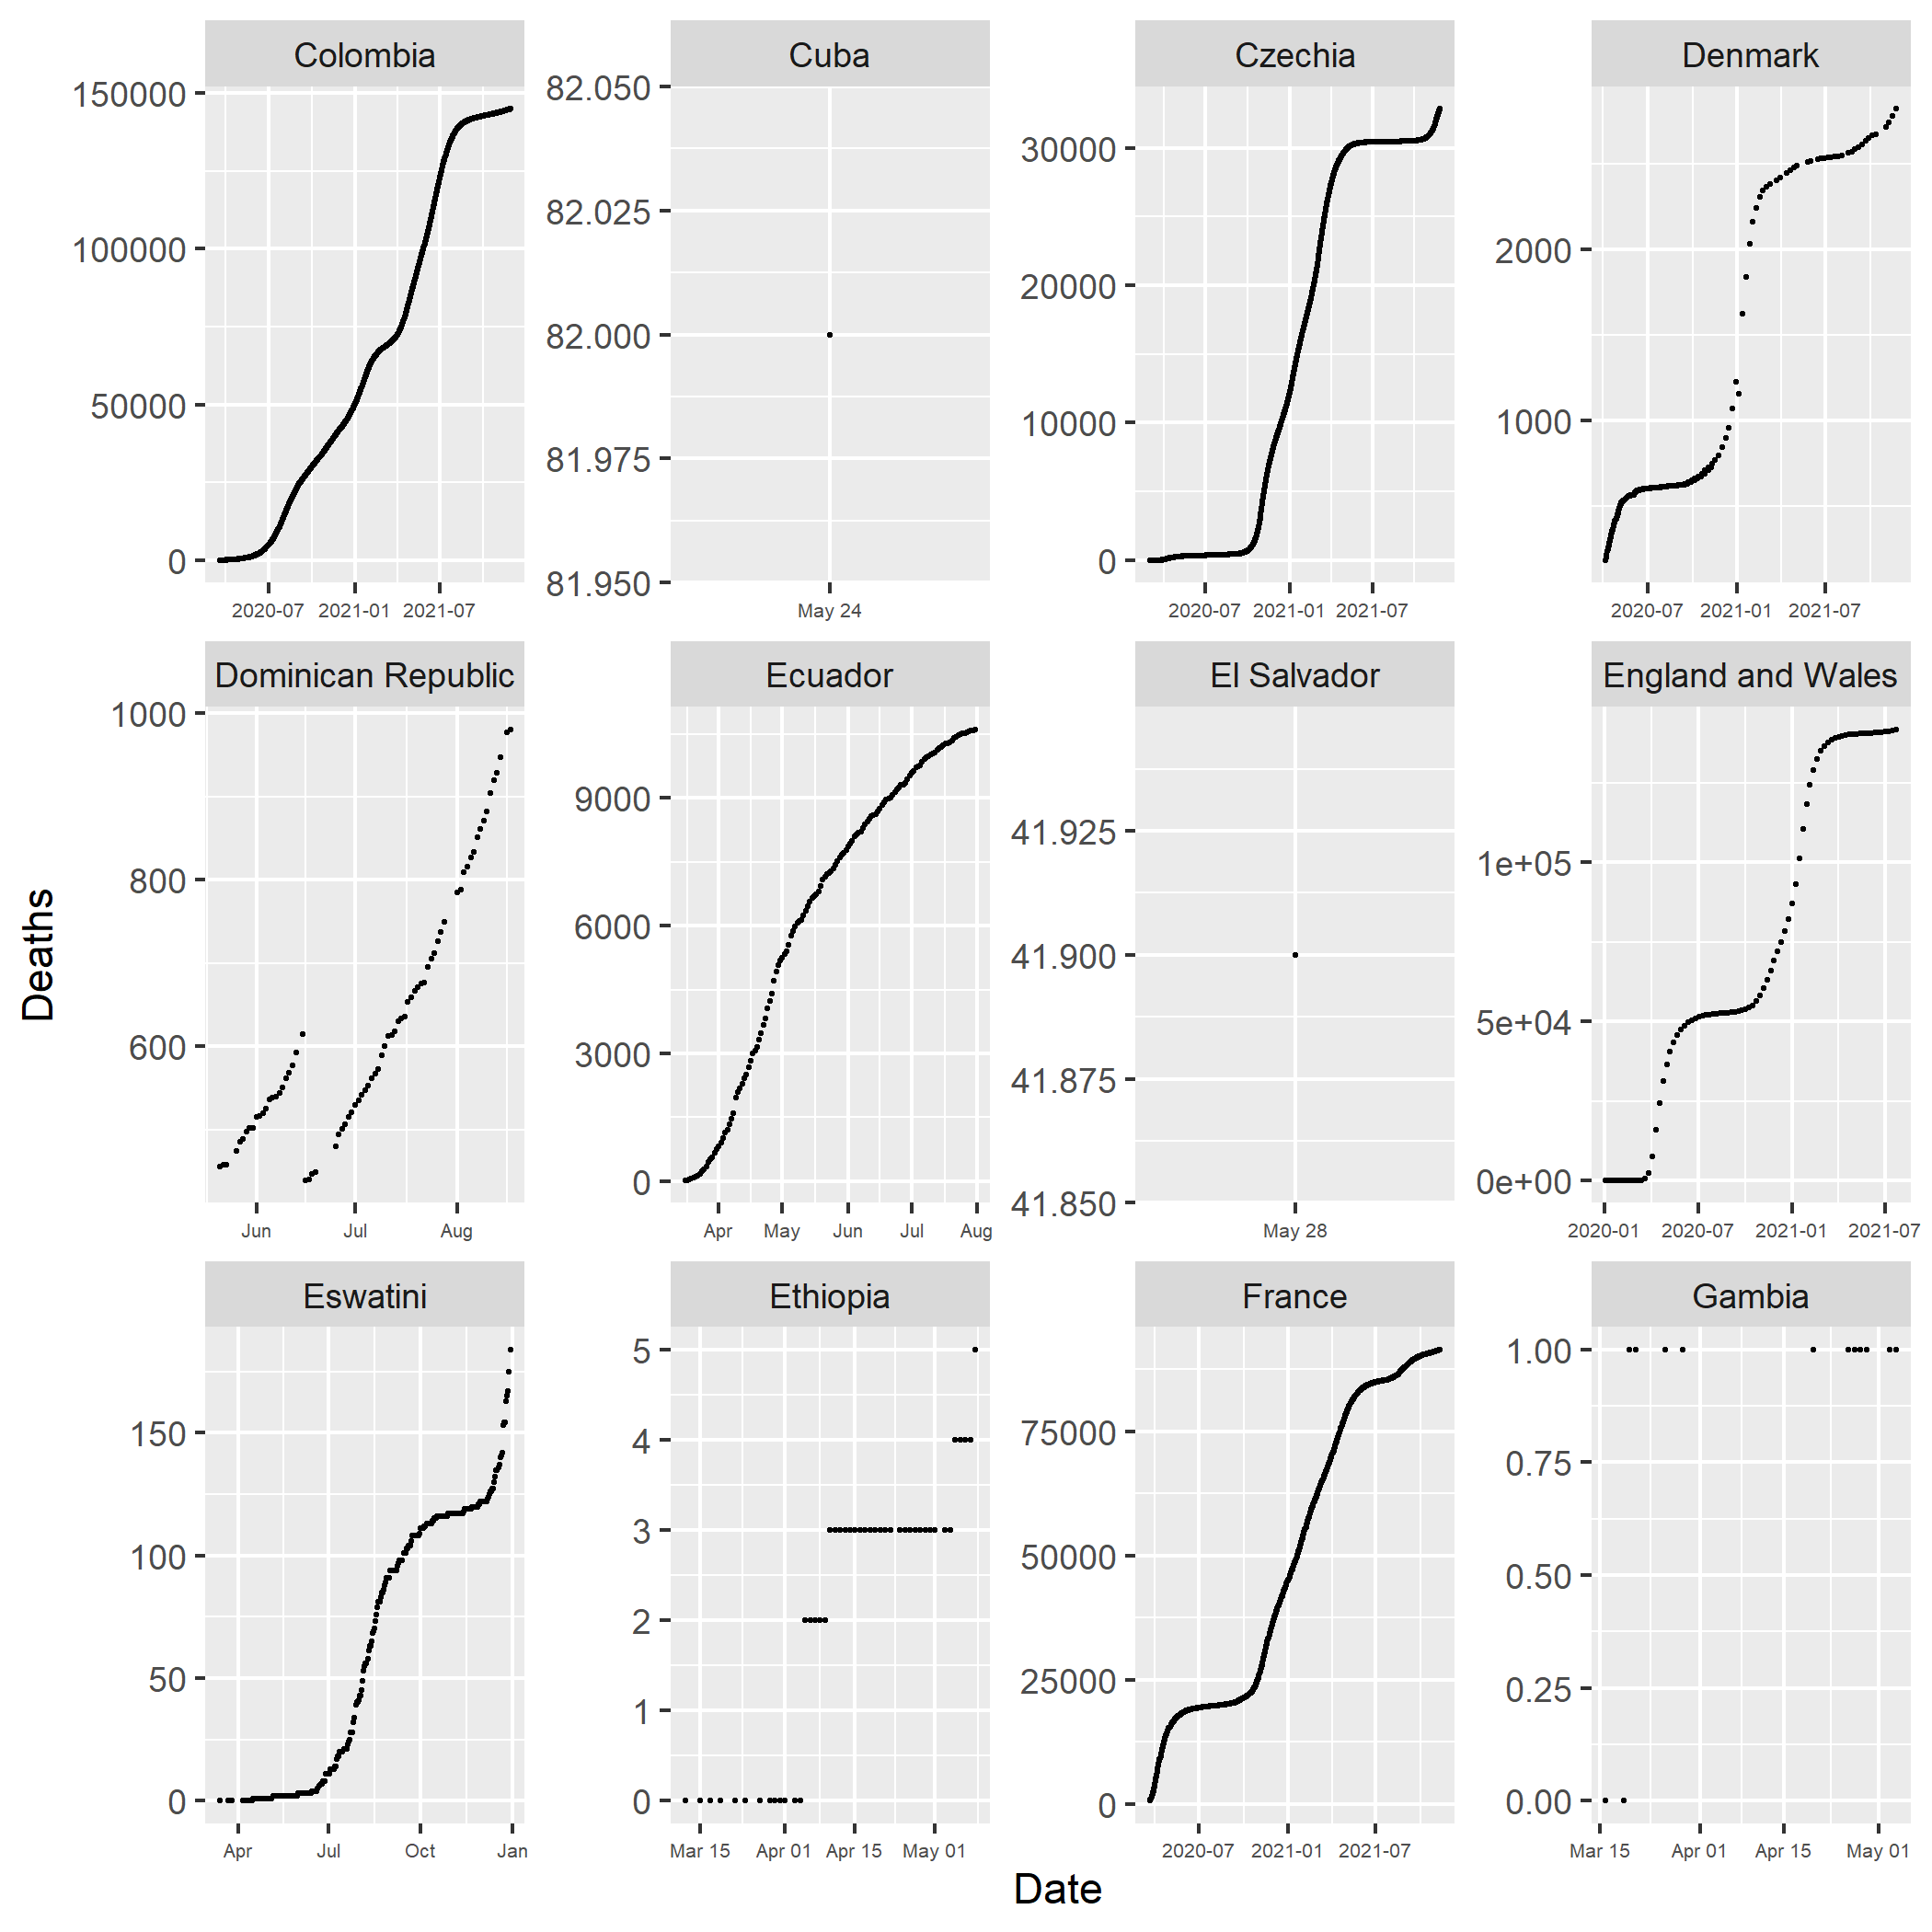 Colombia
Cuba
Czechia
Denmark
150000
100000
50000
0
82.050
82.025
82.000
81.975
81.950
30000
20000
10000
0
2000
1000
2020-07 2021-01 2021-07
May 24
2020-07 2021-01 2021-07
2020-07 2021-01 2021-07
Dominican Republic
Ecuador
El Salvador
England and Wales
1000
800
600
9000
6000
3000
0
41.925
41.900
41.875
41.850
1e+05
5e+04
0e+00
Jun Jul Aug
Apr May Jun Jul Aug
May 28
2020-01 2020-07 2021-01 2021-07
Eswatini
Ethiopia
France
Gambia
150
100
50
0
5
4
3
2
1
0
75000
50000
25000
0
1.00
0.75
0.50
0.25
0.00
Apr Jul Oct Jan
Mar 15 Apr 01 Apr 15 May 01
2020-07 2021-01 2021-07
Mar 15 Apr 01 Apr 15 May 01
Deaths
Date